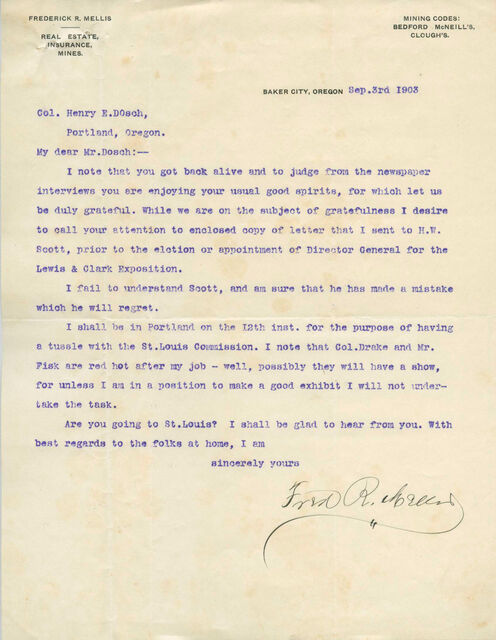 FREDERICK R. MELLIS
REAL ESTATE,
INSURANCE,
MINES.
MINING CODES:
BEDFORD McNEILL'S,
CLOUGH'S.
BAKER CITY, OREGON Sep.3rd 1903
Col. Henry E.DOsch,
Portland, Oregon.
My dear Mr.Dosch:--
I note that you got back alive and to judge from the newspaper
interviews you are enjoying your usual good spirits, for which let us
be duly grateful. While we are on the subject of gratefulness I desire
to call your attention to enclosed copy of letter that I sent to H.W.
Scott, prior to the elction or appointment of Director General for the
Lewis & Clark Exposition.
I fail to understand Scott, and am sure that he has made a mistake
which he will regret.
I shall be in Portland on the 12th inst. for the purpose of having
a tussle with the St.Louis Commission. I note that Col.Drake and Mr.
Fisk are red hot after my job - well, possibly they will have a show,
for unless I am in a position to make a good exhibit I will not under-
take the task.
Are you going to St.Louis? I shall be glad to hear from you. With
best regards to the folks at home, I am
sincerely yours
Fred R. Mellis